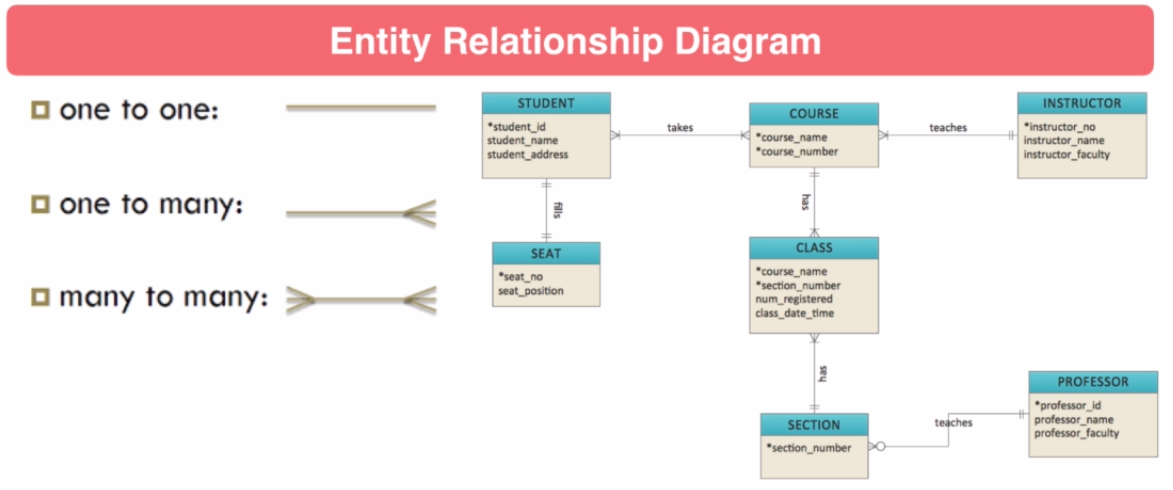 Entity Relationship Diagram
one to one:
one to many:
many to many:
STUDENT
*student_id
student_name
student_address
takes
COURSE
*course_name
*course_number
teaches
INSTRUCTOR
*instructor_no
instructor_name
instructor_faculty
fills
SEAT
*seat_no
seat_position
has
CLASS
*course_name
*section_number
num_registered
class_date_time
has
SECTION
*section_number
teaches
PROFESSOR
*professor_id
professor_name
professor_faculty